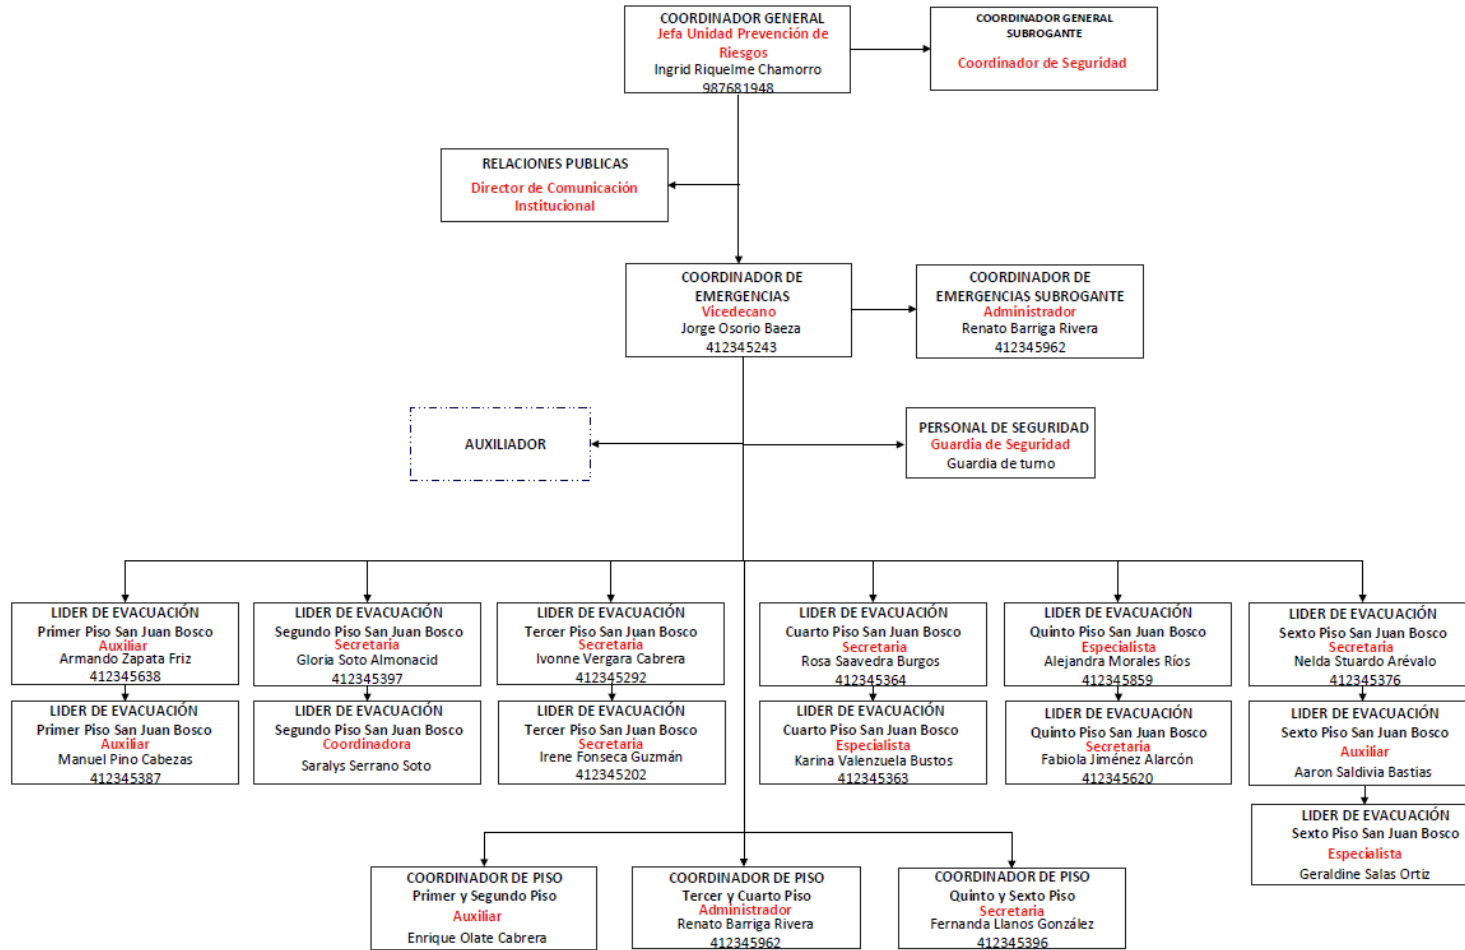 COORDINADOR GENERAL
Jefa Unidad Prevención de
Riesgos
Ingrid Riquelme Chamorro
987681948
COORDINADOR GENERAL
SUBROGANTE
Coordinador de Seguridad
RELACIONES PUBLICAS
Director de Comunicación
Institucional
COORDINADOR DE
EMERGENCIAS
Vicedecano
Jorge Osorio Baeza
412345243
COORDINADOR DE
EMERGENCIAS SUBROGANTE
Administrador
Renato Barriga Rivera
412345962
AUXILIADOR
PERSONAL DE SEGURIDAD
Guardia de Seguridad
Guardia de turno
LIDER DE EVACUACIÓN
Primer Piso San Juan Bosco
Auxiliar
Armando Zapata Friz
412345638
LIDER DE EVACUACIÓN
Segundo Piso San Juan Bosco
Secretaria
Gloria Soto Almonacid
412345397
LIDER DE EVACUACIÓN
Tercer Piso San Juan Bosco
Secretaria
Ivonne Vergara Cabrera
412345292
LIDER DE EVACUACIÓN
Cuarto Piso San Juan Bosco
Secretaria
Rosa Saavedra Burgos
412345364
LIDER DE EVACUACIÓN
Quinto Piso San Juan Bosco
Especialista
Alejandra Morales Ríos
412345859
LIDER DE EVACUACIÓN
Sexto Piso San Juan Bosco
Secretaria
Nelda Stuardo Arévalo
412345376
LIDER DE EVACUACIÓN
Primer Piso San Juan Bosco
Auxiliar
Manuel Pino Cabezas
412345387
LIDER DE EVACUACIÓN
Segundo Piso San Juan Bosco
Coordinadora
Saralys Serrano Soto
LIDER DE EVACUACIÓN
Tercer Piso San Juan Bosco
Secretaria
Irene Fonseca Guzmán
412345202
LIDER DE EVACUACIÓN
Cuarto Piso San Juan Bosco
Especialista
Karina Valenzuela Bustos
412345363
LIDER DE EVACUACIÓN
Quinto Piso San Juan Bosco
Secretaria
Fabiola Jiménez Alarcón
412345620
LIDER DE EVACUACIÓN
Sexto Piso San Juan Bosco
Auxiliar
Aaron Saldivia Bastias
LIDER DE EVACUACIÓN
Sexto Piso San Juan Bosco
Especialista
Geraldine Salas Ortiz
COORDINADOR DE PISO
Primer y Segundo Piso
Auxiliar
Enrique Olate Cabrera
COORDINADOR DE PISO
Tercer y Cuarto Piso
Administrador
Renato Barriga Rivera
412345962
COORDINADOR DE PISO
Quinto y Sexto Piso
Secretaria
Fernanda Llanos González
412345396